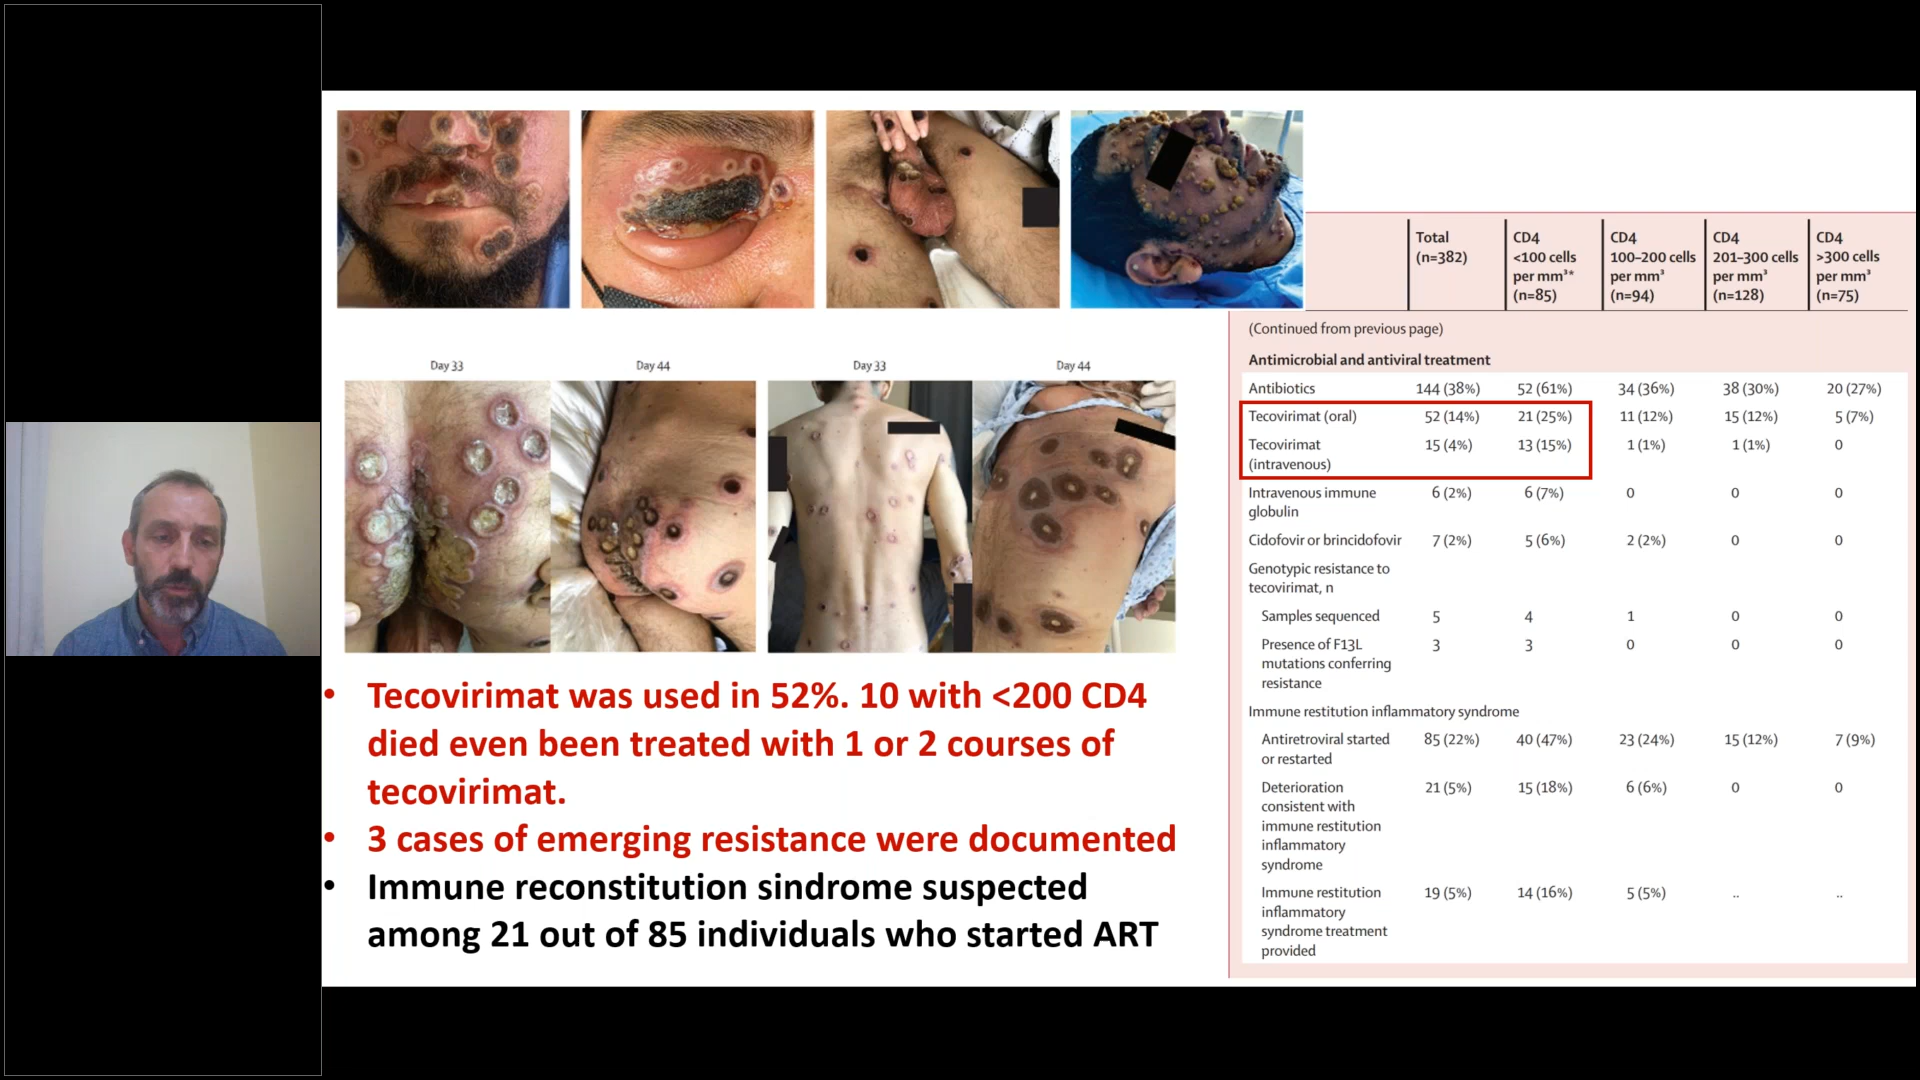 Day 33
Day 44
Day 33
Day 44
• Tecovirimat was used in 52%. 10 with <200 CD4
died even been treated with 1 or 2 courses of
tecovirimat.
• 3 cases of emerging resistance were documented
• Immune reconstitution sindrome suspected
among 21 out of 85 individuals who started ART
Total CD4 CD4 CD4 CD4
(n=382) <100 cells 100–200 cells 201–300 cells >300 cells
per mm³* per mm³ per mm³ per mm³
(n=85) (n=94) (n=128) (n=75)
(Continued from previous page)
Antimicrobial and antiviral treatment
Antibiotics 144 (38%) 52 (61%) 34 (36%) 38 (30%) 20 (27%)
Tecovirimat (oral) 52 (14%) 21 (25%) 11 (12%) 15 (12%) 5 (7%)
Tecovirimat 15 (4%) 13 (15%) 1 (1%) 1 (1%) 0
(intravenous)
Intravenous immune 6 (2%) 6 (7%) 0 0 0
globulin
Cidofovir or brincidofovir 7 (2%) 5 (6%) 2 (2%) 0 0
Genotypic resistance to
tecovirimat, n
Samples sequenced 5 4 1 0 0
Presence of F13L 3 3 0 0 0
mutations conferring
resistance
Immune restitution inflammatory syndrome
Antiretroviral started 85 (22%) 40 (47%) 23 (24%) 15 (12%) 7 (9%)
or restarted
Deterioration 21 (5%) 15 (18%) 6 (6%) 0 0
consistent with
immune restitution
inflammatory
syndrome
Immune restitution 19 (5%) 14 (16%) 5 (5%) .. ..
inflammatory
syndrome treatment
provided